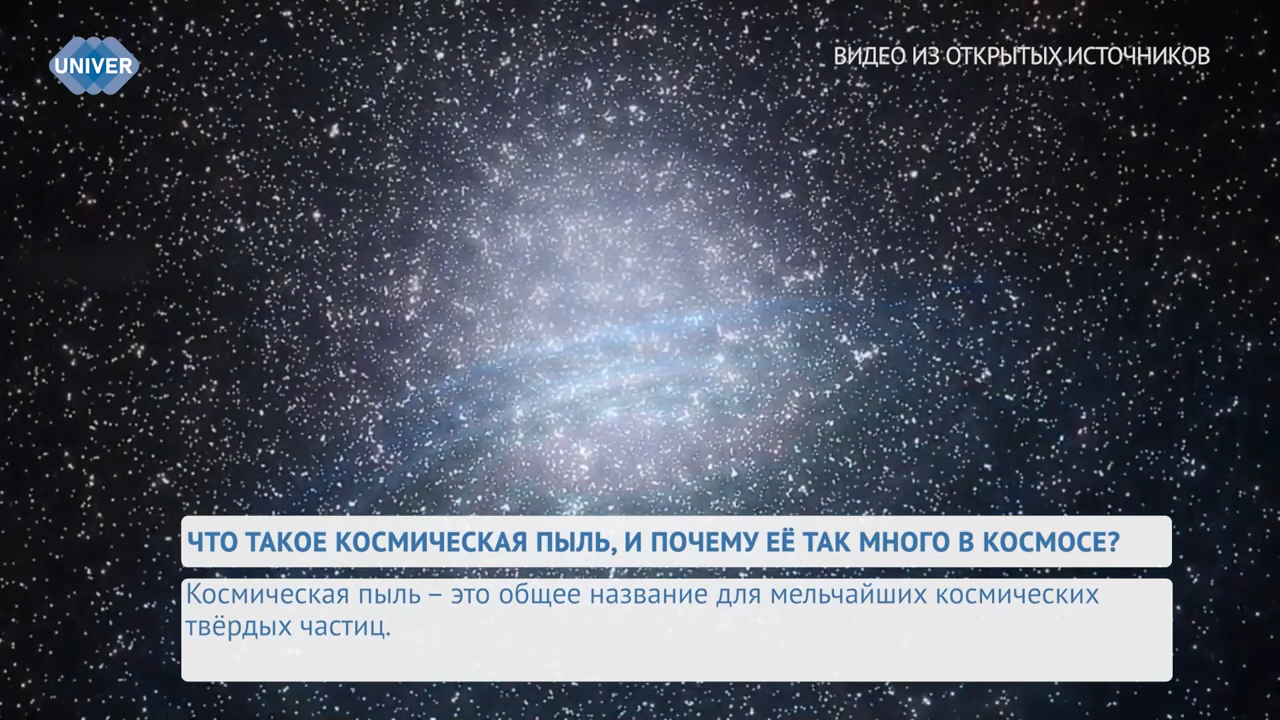 UNIVER
ВИДЕО ИЗ ОТКРЫТЫХ ИСТОЧНИКОВ
ЧТО ТАКОЕ КОСМИЧЕСКАЯ ПЫЛЬ, И ПОЧЕМУ ЕЁ ТАК МНОГО В КОСМОСЕ?
Космическая пыль – это общее название для мельчайших космических
твёрдых частиц.